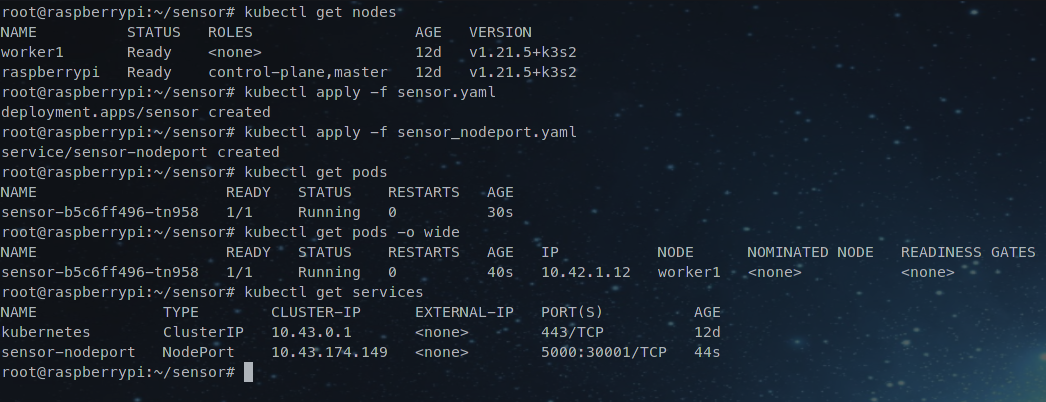 root@raspberrypi:~/sensor# kubectl get nodes
NAME          STATUS   ROLES                  AGE   VERSION
worker1       Ready    <none>                 12d   v1.21.5+k3s2
raspberrypi   Ready    control-plane,master   12d   v1.21.5+k3s2
root@raspberrypi:~/sensor# kubectl apply -f sensor.yaml
deployment.apps/sensor created
root@raspberrypi:~/sensor# kubectl apply -f sensor_nodeport.yaml
service/sensor-nodeport created
root@raspberrypi:~/sensor# kubectl get pods
NAME                     READY   STATUS    RESTARTS   AGE
sensor-b5c6ff496-tn958   1/1     Running   0          30s
root@raspberrypi:~/sensor# kubectl get pods -o wide
NAME                     READY   STATUS    RESTARTS   AGE   IP           NODE      NOMINATED NODE   READINESS GATES
sensor-b5c6ff496-tn958   1/1     Running   0          40s   10.42.1.12   worker1   <none>           <none>
root@raspberrypi:~/sensor# kubectl get services
NAME              TYPE        CLUSTER-IP      EXTERNAL-IP   PORT(S)          AGE
kubernetes        ClusterIP   10.43.0.1       <none>        443/TCP          12d
sensor-nodeport   NodePort    10.43.174.149   <none>        5000:30001/TCP   44s
root@raspberrypi:~/sensor#